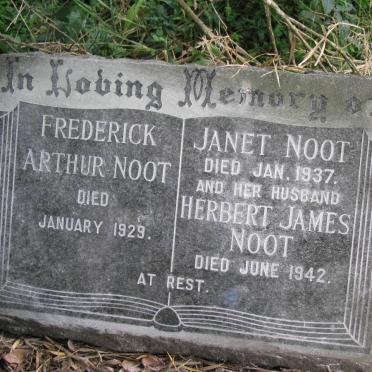 In Loving Memory o
FREDERICK
ARTHUR NOOT
DIED
JANUARY 1929.
JANET NOOT
DIED JAN. 1937.
AND HER HUSBAND
HERBERT JAMES
NOOT
DIED JUNE 1942.
AT REST.